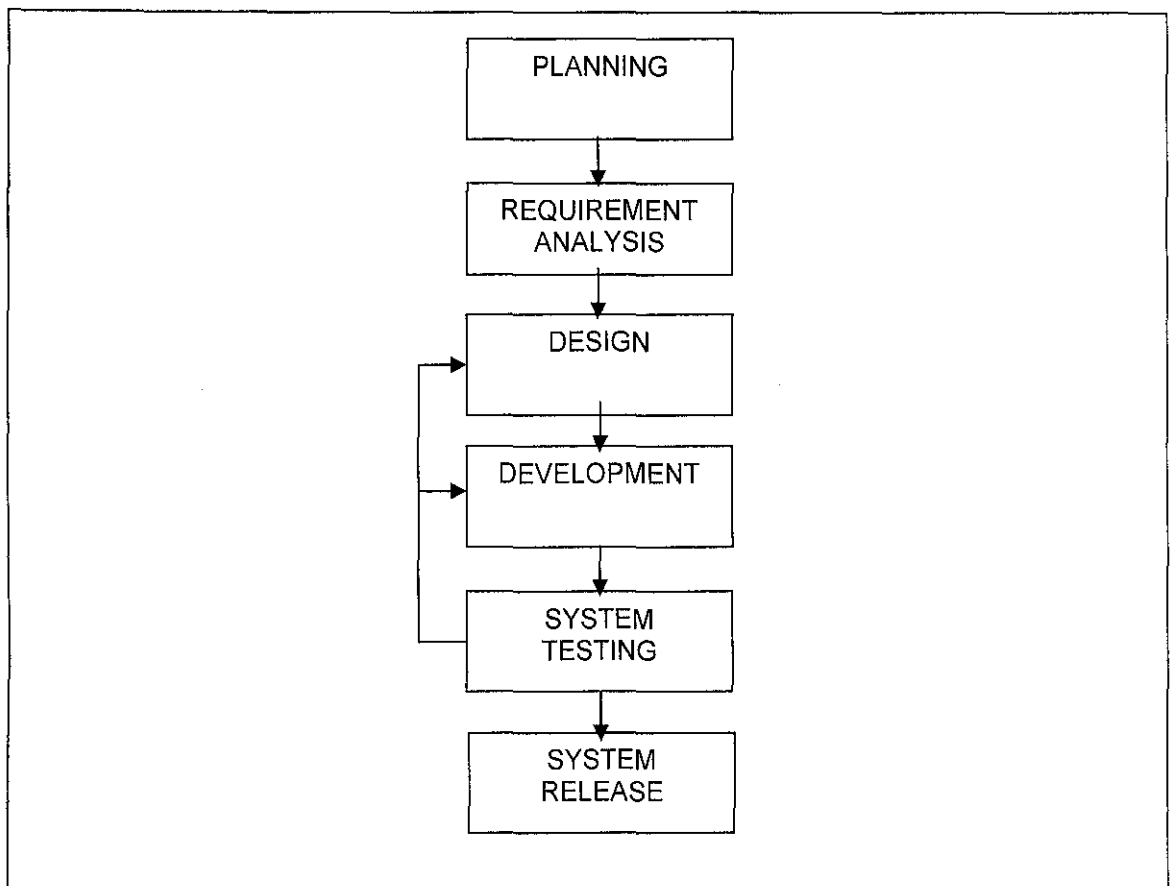 PLANNING
REQUIREMENT
ANALYSIS
DESIGN
DEVELOPMENT
SYSTEM
TESTING
SYSTEM
RELEASE